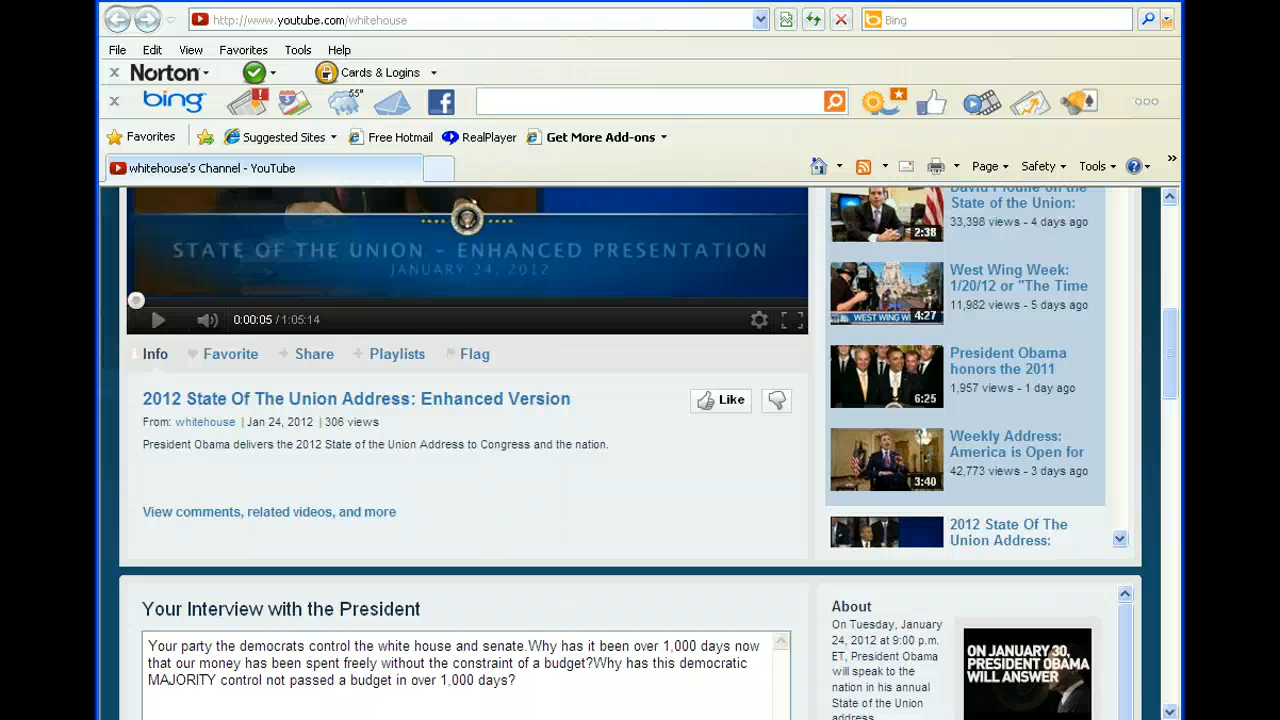 http://www.youtube.com/whitehouse
Bing
File Edit View Favorites Tools Help
Norton
Cards & Logins
bing
55°
Favorites
Suggested Sites
Free Hotmail
RealPlayer
Get More Add-ons
whitehouse's Channel - YouTube
Page
Safety
Tools
STATE OF THE UNION - ENHANCED PRESENTATION
JANUARY 24, 2012
0:00:05 / 1:05:14
Info Favorite Share Playlists Flag
2012 State Of The Union Address: Enhanced Version
Like
From: whitehouse | Jan 24, 2012 | 306 views
President Obama delivers the 2012 State of the Union Address to Congress and the nation.
View comments, related videos, and more
David Plouffe on the
State of the Union:
33,398 views - 4 days ago
2:38
West Wing Week:
1/20/12 or "The Time
11,982 views - 5 days ago
WEST WING W
4:27
President Obama
honors the 2011
1,957 views - 1 day ago
6:25
Weekly Address:
America is Open for
42,773 views - 3 days ago
3:40
2012 State Of The
Union Address:
Your Interview with the President
Your party the democrats control the white house and senate.Why has it been over 1,000 days now
that our money has been spent freely without the constraint of a budget?Why has this democratic
MAJORITY control not passed a budget in over 1,000 days?
About
On Tuesday, January
24, 2012 at 9:00 p.m.
ET, President Obama
will speak to the
nation in his annual
State of the Union
address
ON JANUARY 30,
PRESIDENT OBAMA
WILL ANSWER